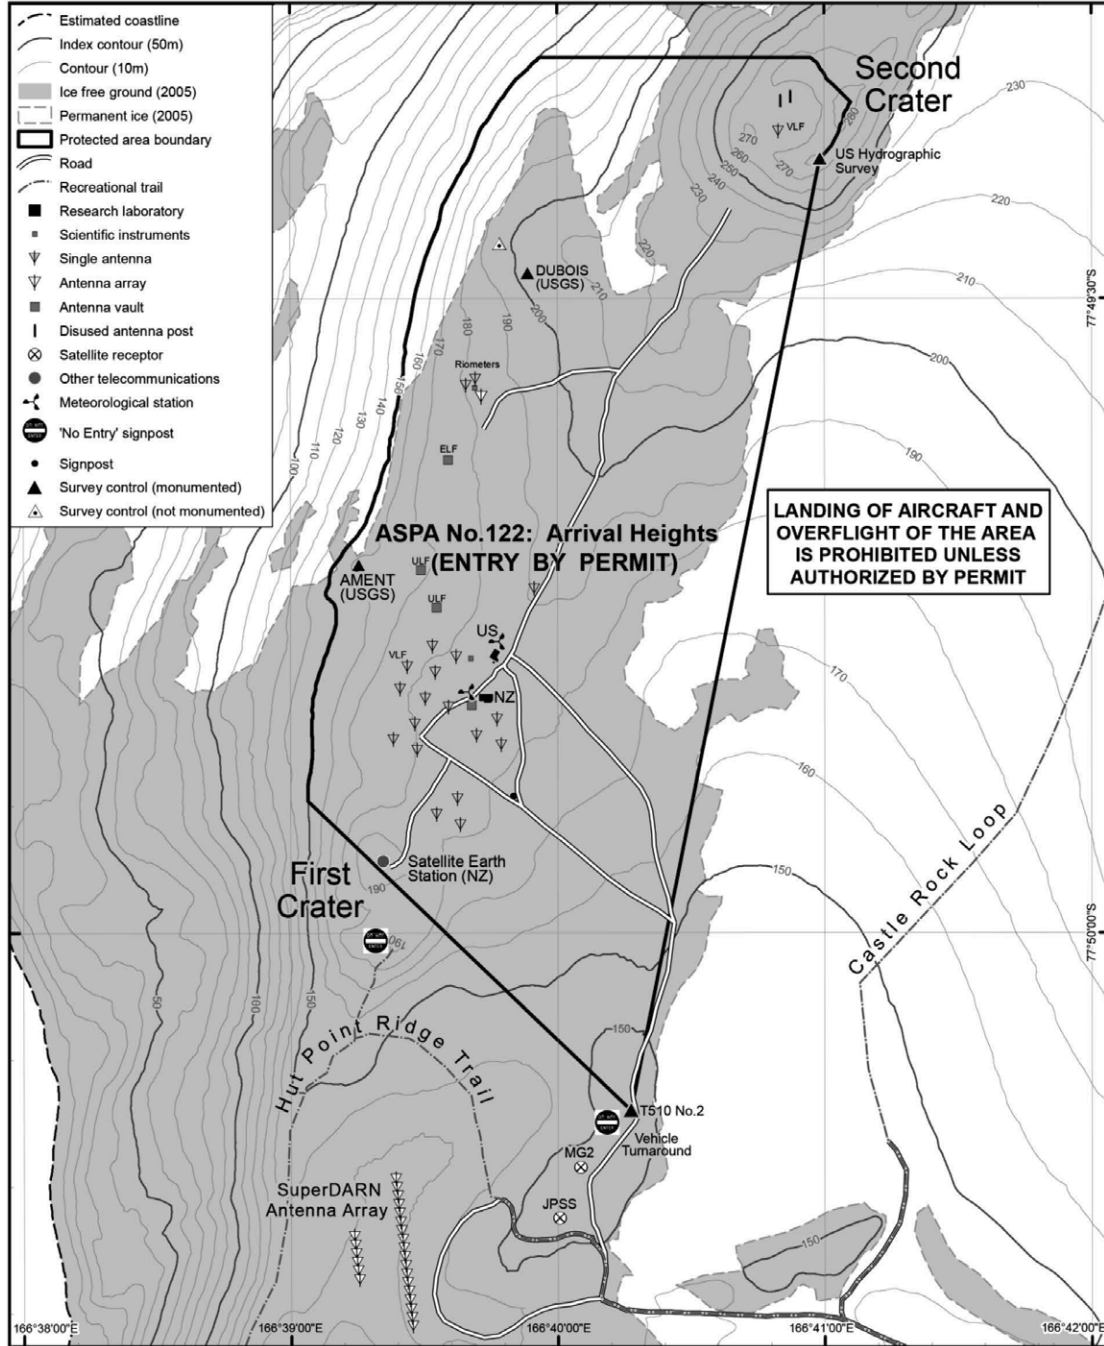 Estimated coastline
Index contour (50m)
Contour (10m)
Ice free ground (2005)
Permanent ice (2005)
Protected area boundary
Road
Recreational trail
Research laboratory
Scientific instruments
Single antenna
Antenna array
Antenna vault
Disused antenna post
Satellite receptor
Other telecommunications
Meteorological station
'No Entry' signpost
Signpost
Survey control (monumented)
Survey control (not monumented)
Second
Crater
230
280
VLF
270
260
270
250
240
230
US Hydrographic
Survey
220
220
DUBOIS
(USGS)
210
210
77°49'30"S
200
190
180
170
160
150
140
130
120
110
100
200
Riometers
190
ELF
LANDING OF AIRCRAFT AND
OVERFLIGHT OF THE AREA
IS PROHIBITED UNLESS
AUTHORIZED BY PERMIT
ASPA No.122: Arrival Heights
(ENTRY BY PERMIT)
ULF
AMENT
(USGS)
ULF
US
VLF
170
NZ
160
Satellite Earth
Station (NZ)
First
Crater
190
190
150
Castle Rock Loop
77°50'00"S
50
100
150
150
Hut Point Ridge Trail
T510 No.2
Vehicle
Turnaround
MG2
JPSS
SuperDARN
Antenna Array
150
166°38'00"E
166°39'00"E
166°40'00"E
166°41'00"E
166°42'00"E